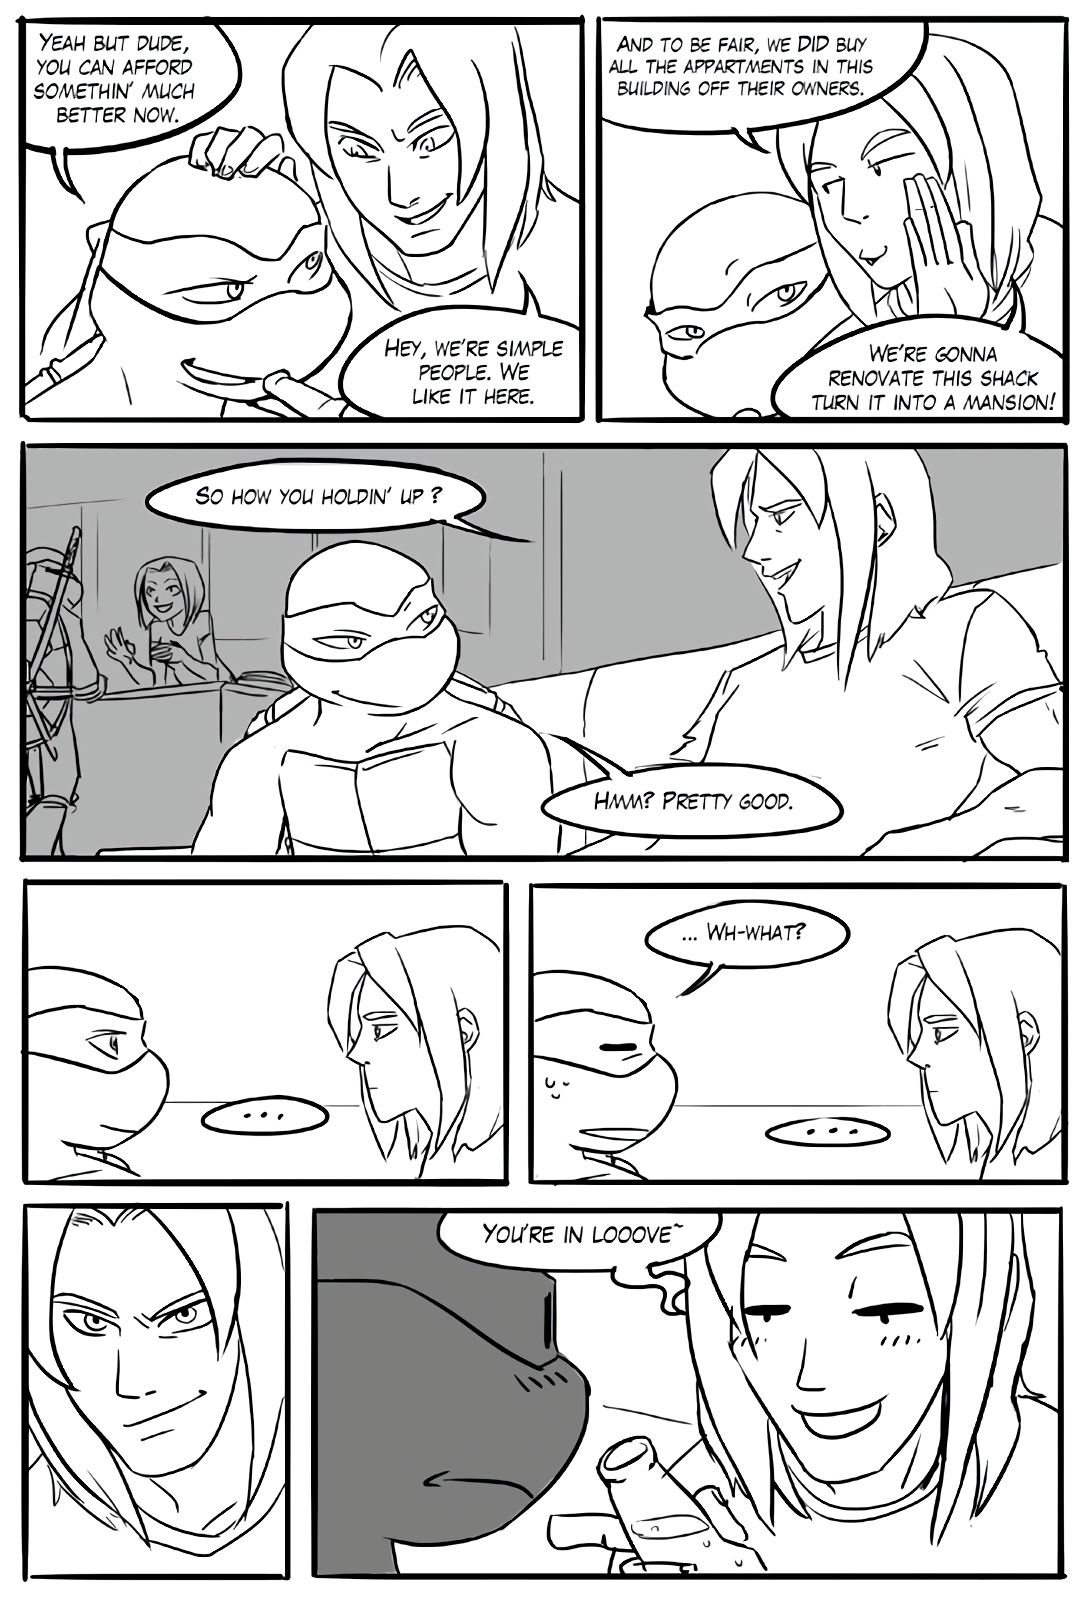 Yeah but dude,
you can afford
somethin' much
better now.
Hey, we're simple
people. We
like it here.
And to be fair, we DID buy
all the appartments in this
building off their owners.
We're gonna
renovate this shack
turn it into a mansion!
So how you holdin' up ?
Hmm? Pretty good.
...
... Wh-what?
...
You're in looove~